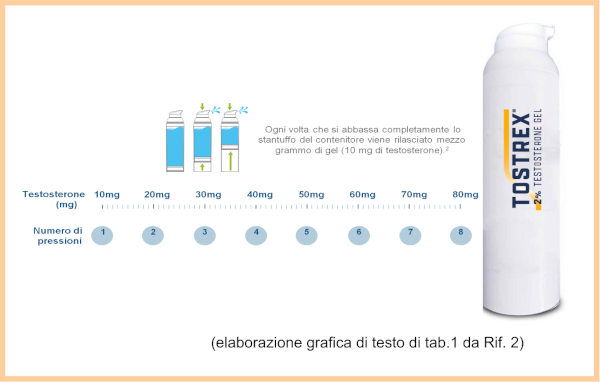 Ogni volta che si abbassa completamente lo
stantuffo del contenitore viene rilasciato mezzo
grammo di gel (10 mg di testosterone).²
Testosterone
(mg)
10mg 20mg 30mg 40mg 50mg 60mg 70mg 80mg
Numero di
pressioni
1 2 3 4 5 6 7 8
TOSTREX®
2% TESTOSTERONE GEL
(elaborazione grafica di testo di tab.1 da Rif. 2)